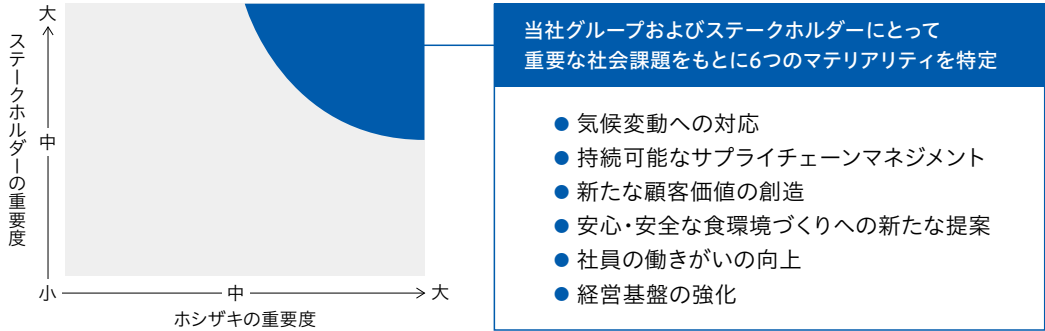 大
ステークホルダーの重要度
中
小
中
大
ホシザキの重要度
当社グループおよびステークホルダーにとって
重要な社会課題をもとに6つのマテリアリティを特定
● 気候変動への対応
● 持続可能なサプライチェーンマネジメント
● 新たな顧客価値の創造
● 安心・安全な食環境づくりへの新たな提案
● 社員の働きがいの向上
● 経営基盤の強化